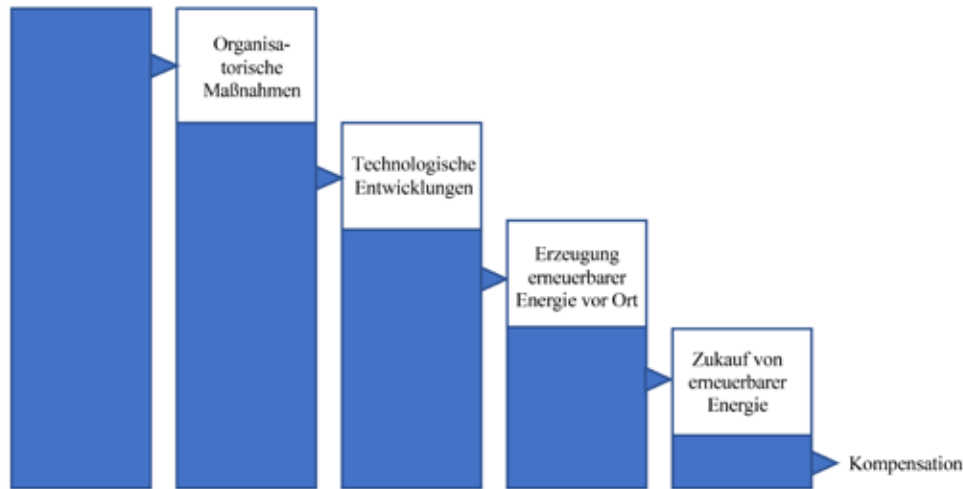 Organisa-
torische
Maßnahmen
Technologische
Entwicklungen
Erzeugung
erneuerbarer
Energie vor Ort
Zukauf von
erneuerbarer
Energie
Kompensation